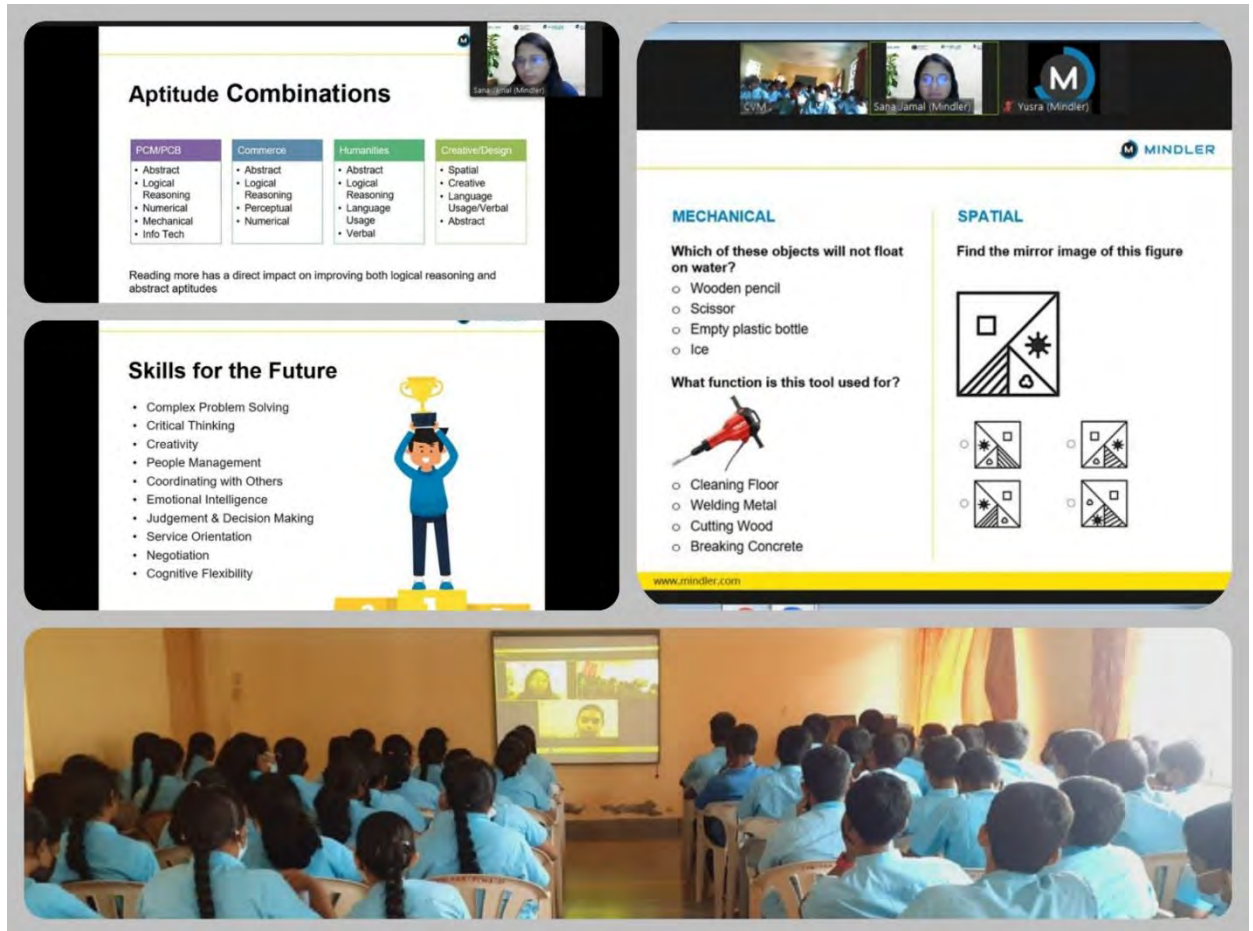 Aptitude Combinations
Sana Jamal (Mindler)
PCM/PCB
• Abstract
• Logical
Reasoning
• Numerical
• Mechanical
• Info Tech
Commerce
• Abstract
• Logical
Reasoning
• Perceptual
• Numerical
Humanities
• Abstract
• Logical
Reasoning
• Language
Usage
• Verbal
Creative/Design
• Spatial
• Creative
• Language
Usage/Verbal
• Abstract
Reading more has a direct impact on improving both logical reasoning and
abstract aptitudes
Skills for the Future
• Complex Problem Solving
• Critical Thinking
• Creativity
• People Management
• Coordinating with Others
• Emotional Intelligence
• Judgement & Decision Making
• Service Orientation
• Negotiation
• Cognitive Flexibility
1
CVM
Sana Jamal (Mindler)
M
Yusra (Mindler)
MINDLER
MECHANICAL
Which of these objects will not float
on water?
o Wooden pencil
o Scissor
o Empty plastic bottle
o Ice
What function is this tool used for?
o Cleaning Floor
o Welding Metal
o Cutting Wood
o Breaking Concrete
SPATIAL
Find the mirror image of this figure
www.mindler.com